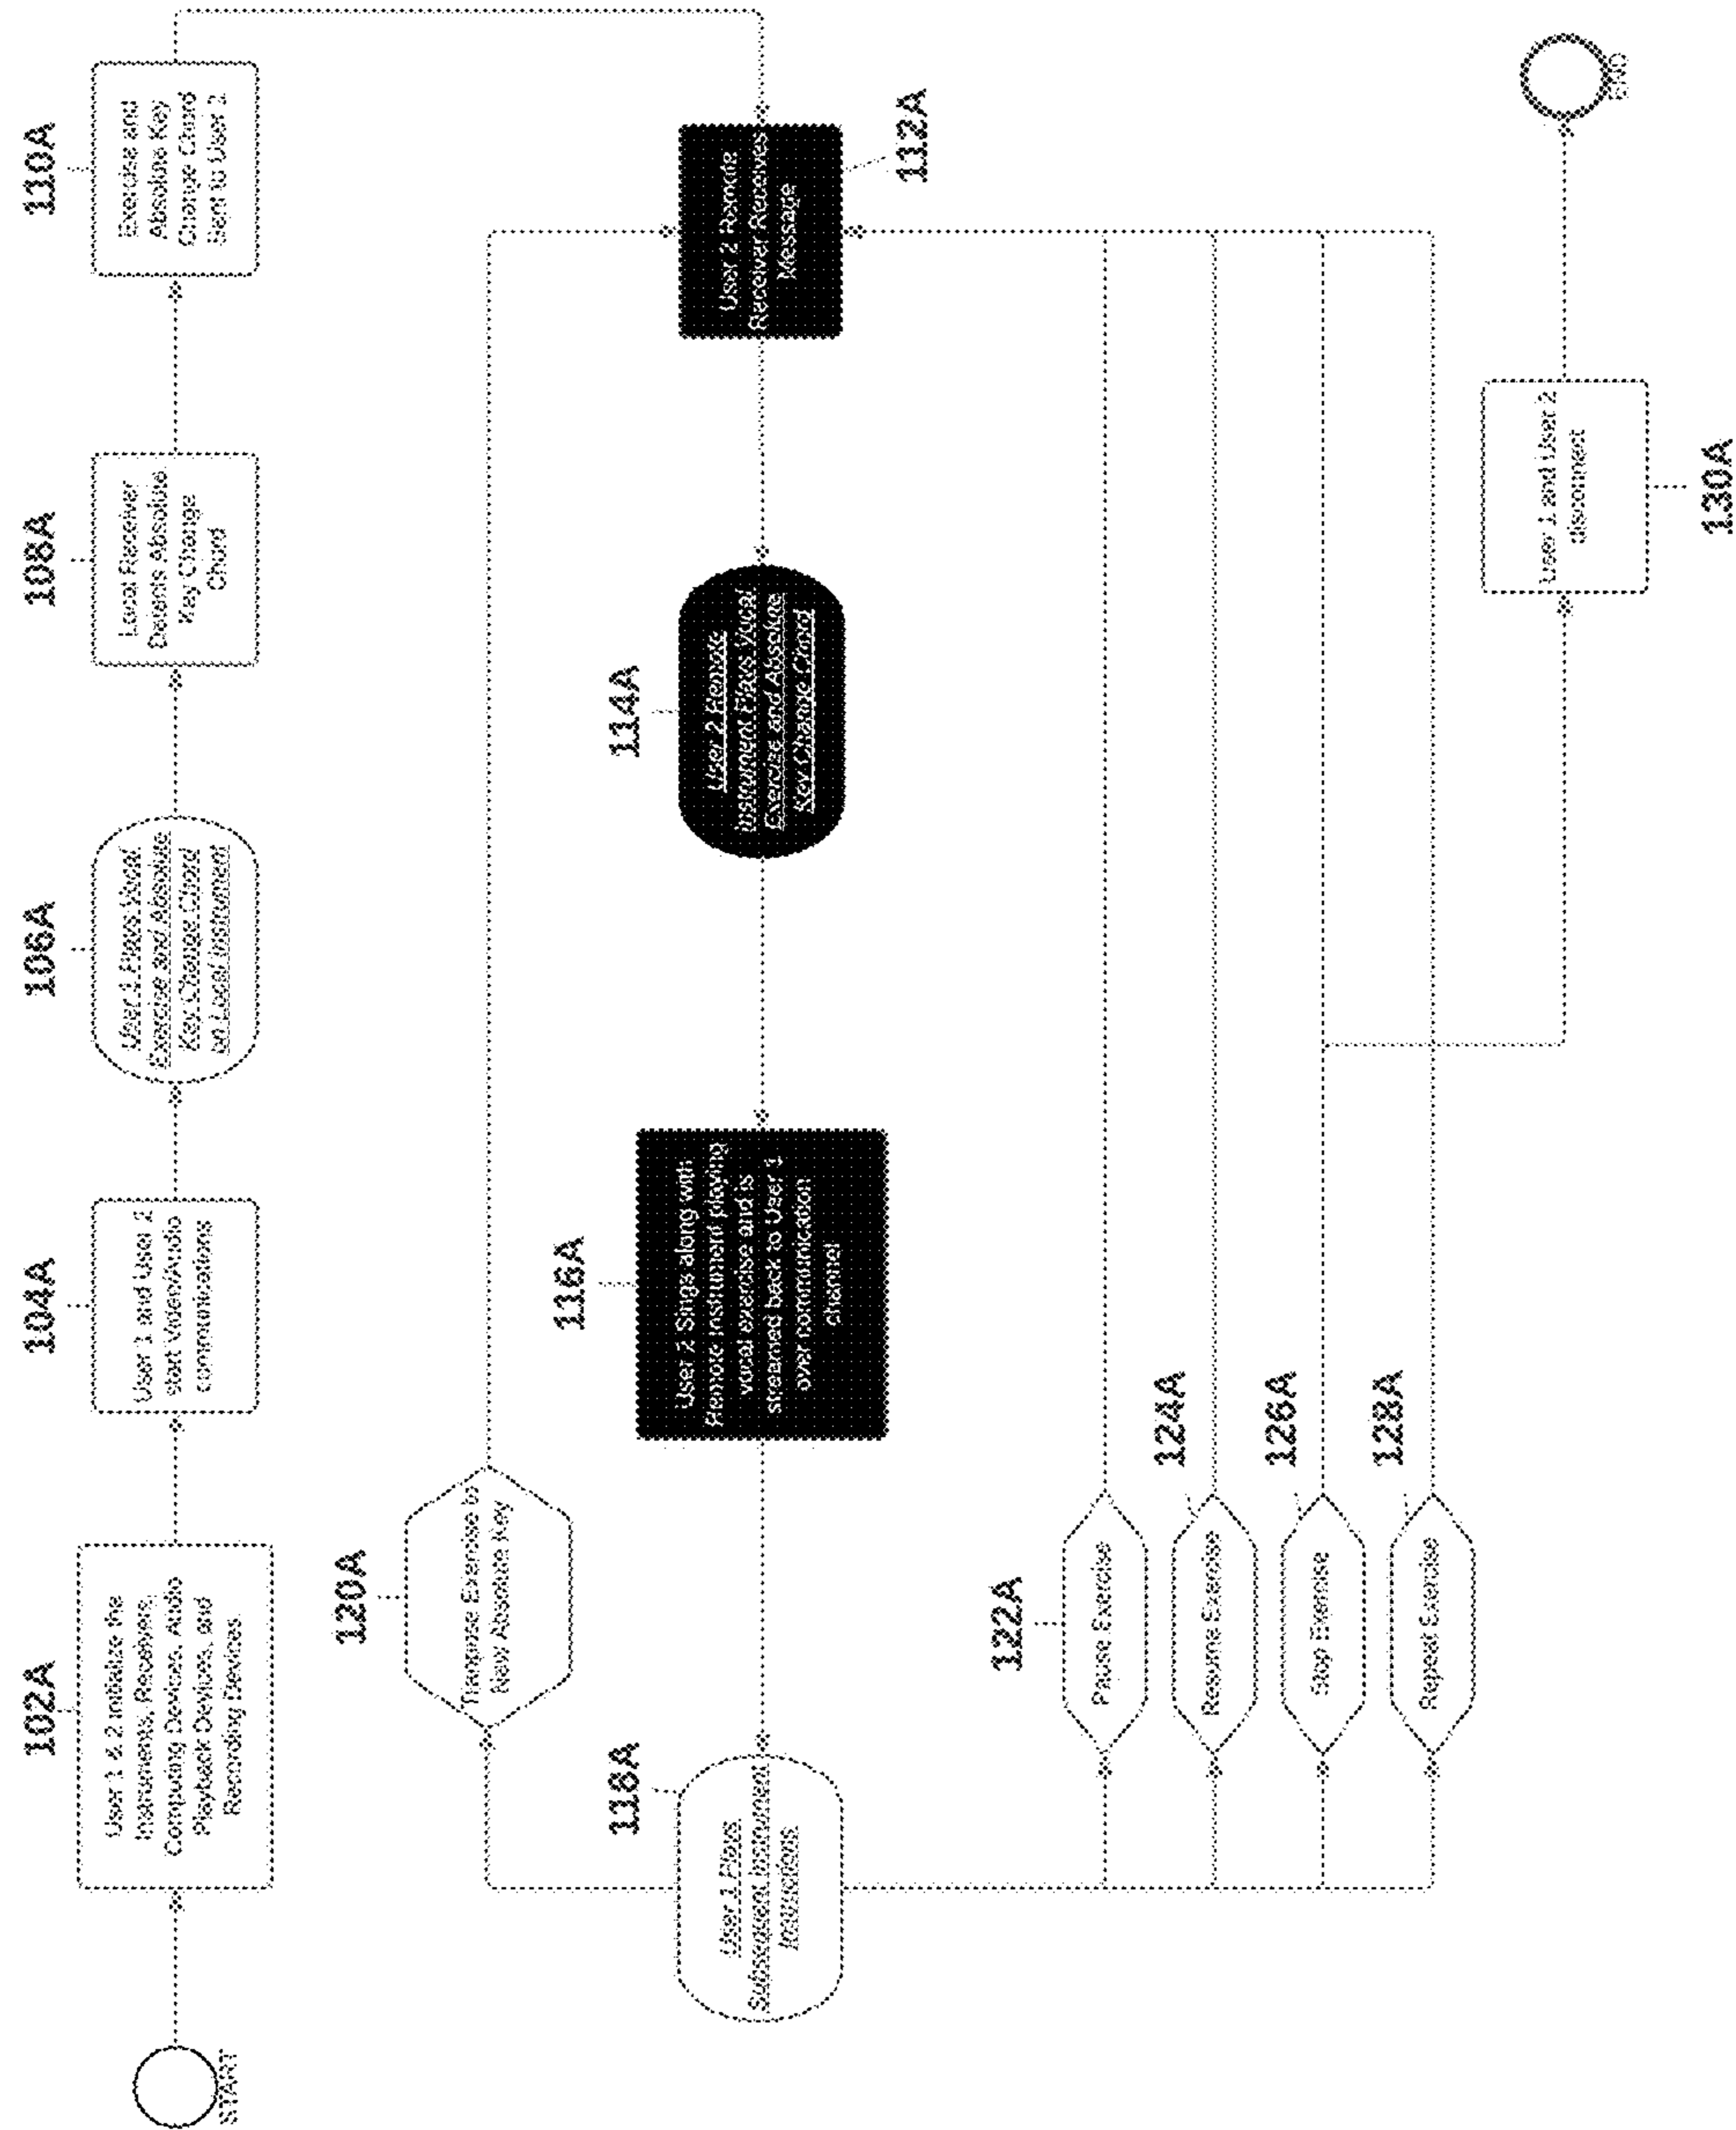 102A
User 1 & 2 initialize the
Instruments, Receivers,
Computing Devices, Audio
Playback Devices, and
Recording Devices
START
104A
User 1 and User 2
start Video/Audio
communications
106A
User 1 Plays Vocal
Exercise and Absolute
Key Change Chord
on Local Instrument
108A
Local Receiver
Detects Absolute
Key Change
Chord
110A
Exercise and
Absolute Key
Change Chord
Sent to User 2
120A
Transpose Exercise to
New Absolute Key
118A
User 1 Plays
Subsequent Instrument
Instructions
116A
User 2 Sings along with
Remote Instrument playing
vocal exercise and is
streamed back to User 1
over communication
channel
114A
User 2 Remote
Instrument Plays Vocal
Exercise and Absolute
Key Change Chord
User 2 Remote
Receiver Receives
Message
112A
122A
Pause Exercise
124A
Resume Exercise
126A
Stop Exercise
128A
Repeat Exercise
User 1 and User 2
disconnect
130A
END